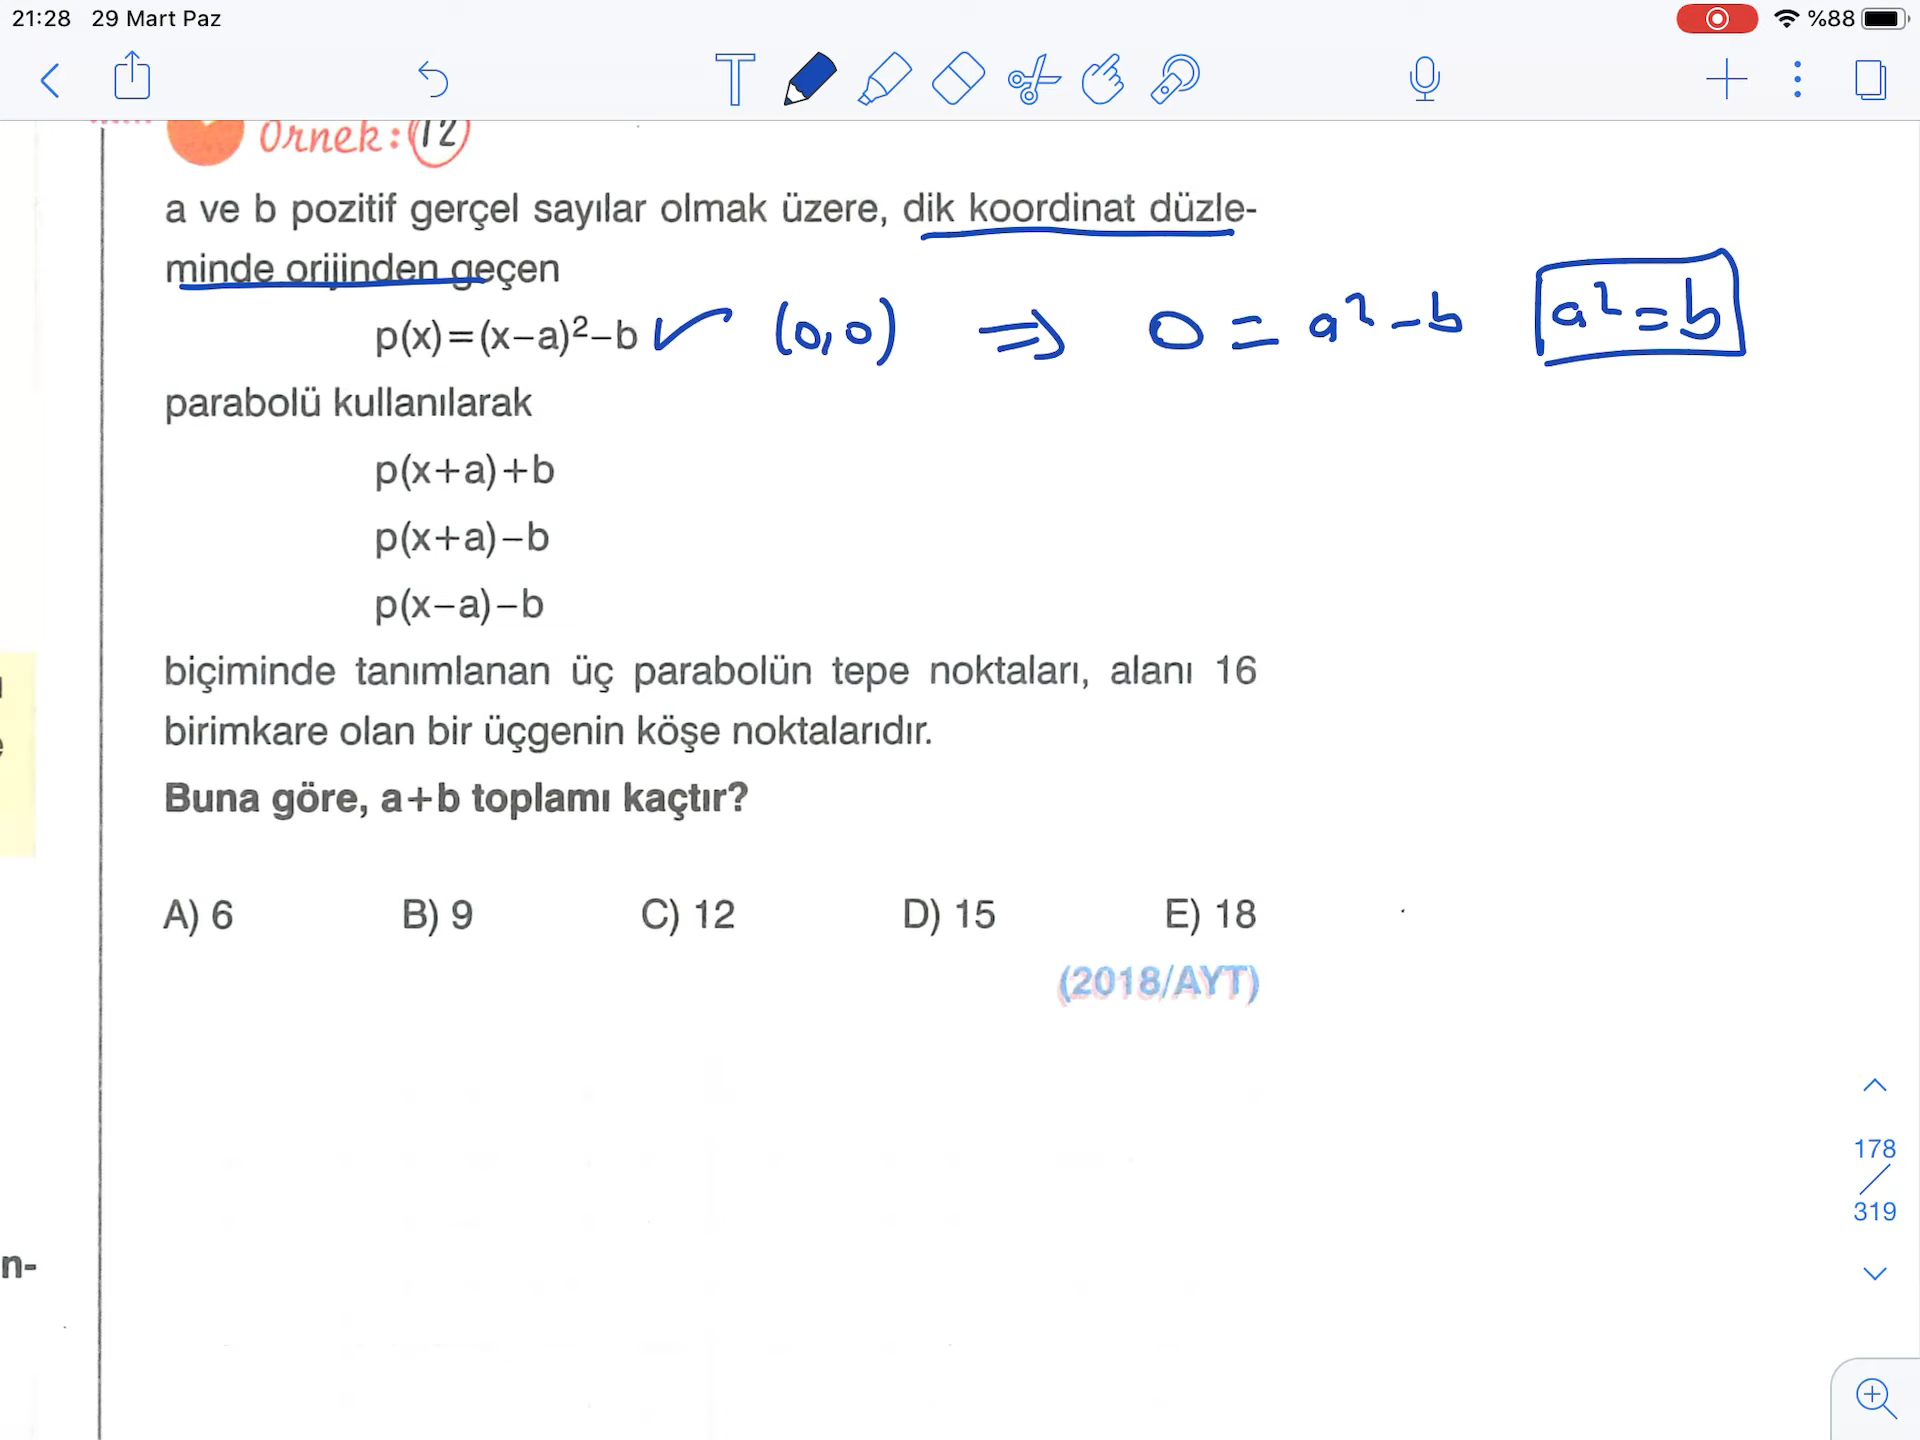 21:28 29 Mart Paz %88
Örnek: 12
a ve b pozitif gerçel sayılar olmak üzere, dik koordinat düzle-
minde orijinden geçen
p(x)=(x−a)²−b ✓ (0,0) ⇒ 0 = a² − b a² = b
parabolü kullanılarak
p(x+a)+b
p(x+a)−b
p(x−a)−b
biçiminde tanımlanan üç parabolün tepe noktaları, alanı 16
birimkare olan bir üçgenin köşe noktalarıdır.
Buna göre, a+b toplamı kaçtır?
A) 6 B) 9 C) 12 D) 15 E) 18
(2018/AYT)
178
319
n-